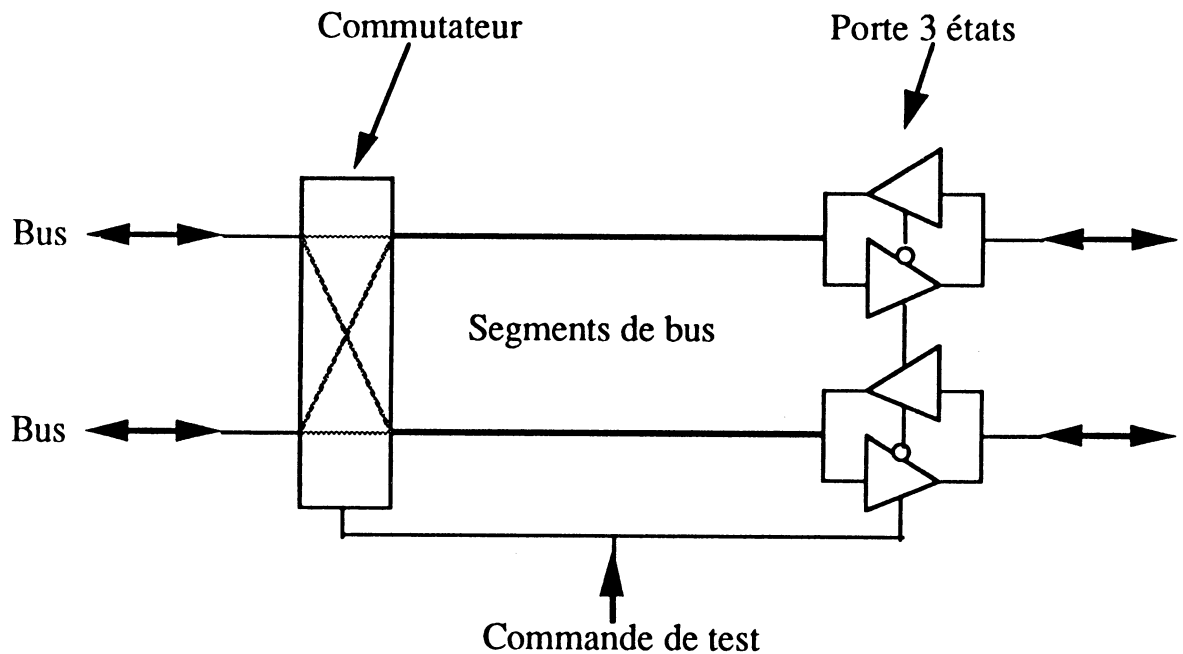 Commutateur
Porte 3 états
Bus
Segments de bus
Bus
Commande de test